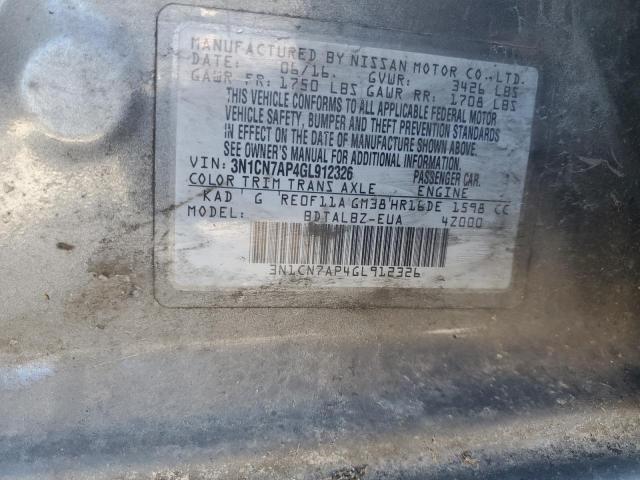 MANUFACTURED BY NISSAN MOTOR CO., LTD.
DATE: 06/16. GVWR: 3426 LBS
GAWR FR: 1750 LBS GAWR RR: 1708 LBS
THIS VEHICLE CONFORMS TO ALL APPLICABLE FEDERAL MOTOR
VEHICLE SAFETY, BUMPER AND THEFT PREVENTION STANDARDS
IN EFFECT ON THE DATE OF MANUFACTURE SHOWN ABOVE.
SEE OWNER'S MANUAL FOR ADDITIONAL INFORMATION.
VIN: 3N1CN7AP4GL912326 PASSENGER CAR.
COLOR TRIM TRANS AXLE ENGINE
KAD G RE0F11A GM38 HR16DE 1598 CC
MODEL: BDTALBZ-EUA 4Z000
3N1CN7AP4GL912326